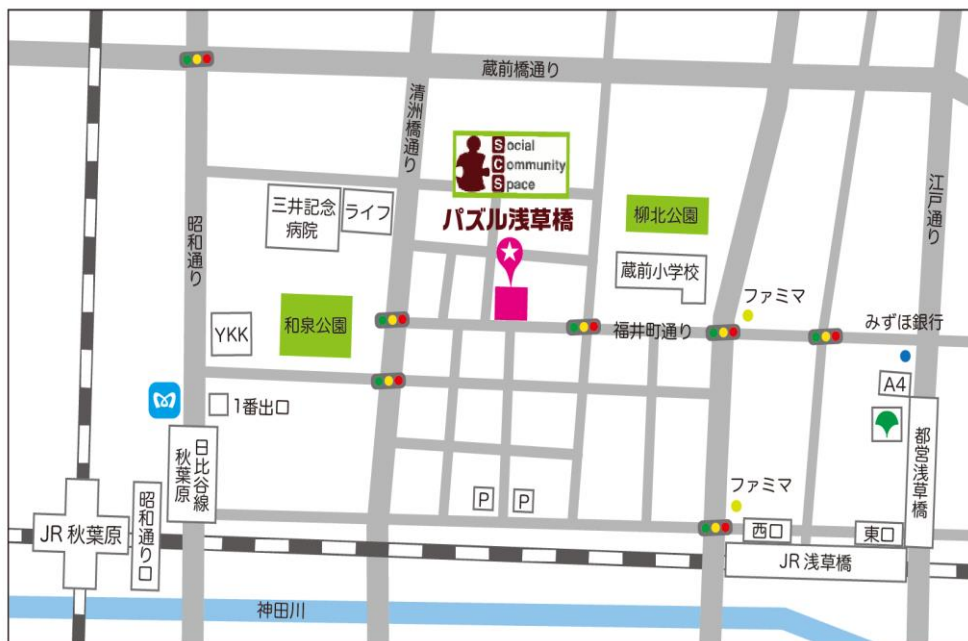 蔵前橋通り
清洲橋通り
Social
Community
Space
パズル浅草橋
三井記念
病院
ライフ
柳北公園
江戸通り
昭和通り
蔵前小学校
ファミマ
和泉公園
YKK
福井町通り
みずほ銀行
A4
1番出口
日比谷線
秋葉原
都営浅草橋
P
P
ファミマ
昭和通り口
JR 秋葉原
西口
東口
JR 浅草橋
神田川